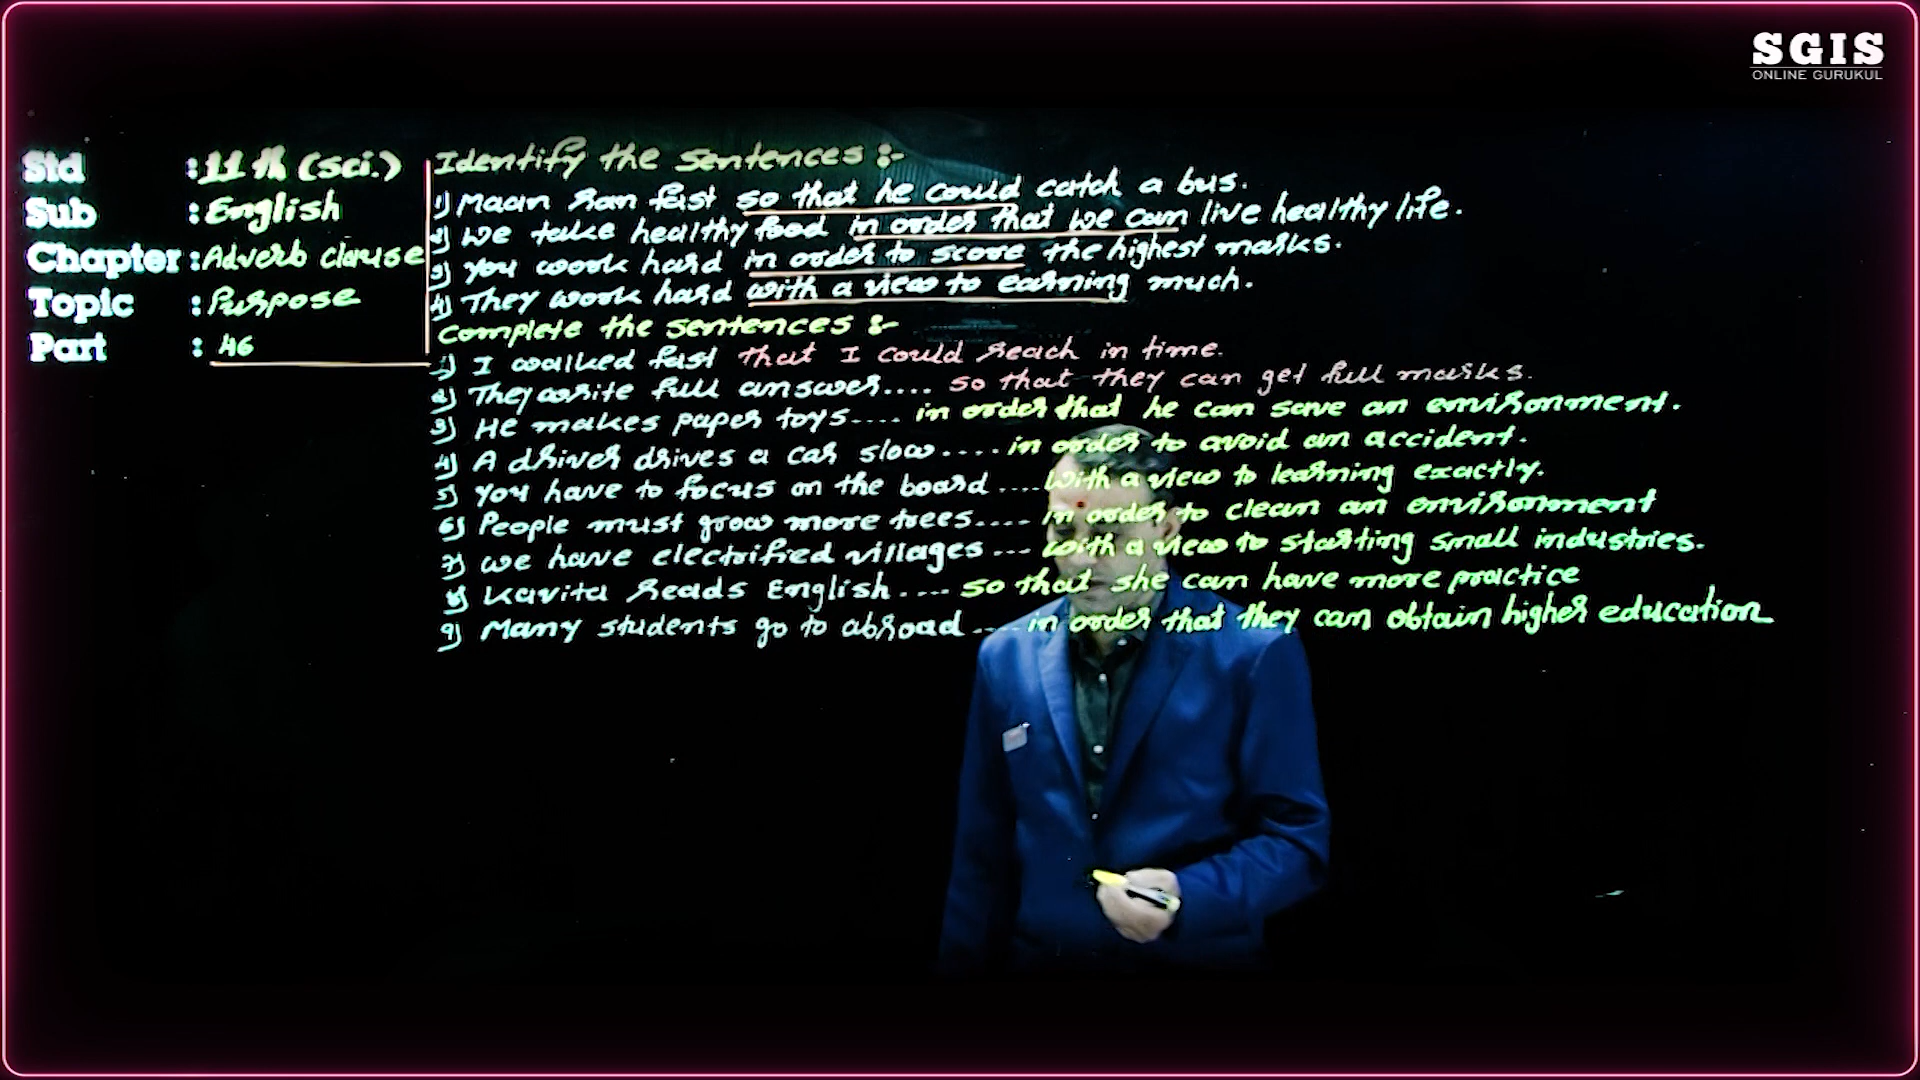 SGIS
ONLINE GURUKUL
Std : 11th (sci.)
Sub : English
Chapter : Adverb clause
Topic : Purpose
Part : 46
Identify the sentences :-
1) Maan ran fast so that he could catch a bus.
2) We take healthy food in order that we can live healthy life.
3) You work hard in order to score the highest marks.
4) They work hard with a view to earning much.
Complete the sentences :-
1) I walked fast that I could reach in time.
2) They write full answer.... so that they can get full marks.
3) He makes paper toys.... in order that he can save an environment.
4) A driver drives a car slow.... in order to avoid an accident.
5) You have to focus on the board .... with a view to learning exactly.
6) People must grow more trees.... in order to clean an environment
7) We have electrified villages ... with a view to starting small industries.
8) Kavita reads English.... so that she can have more practice
9) Many students go to abroad .... in order that they can obtain higher education